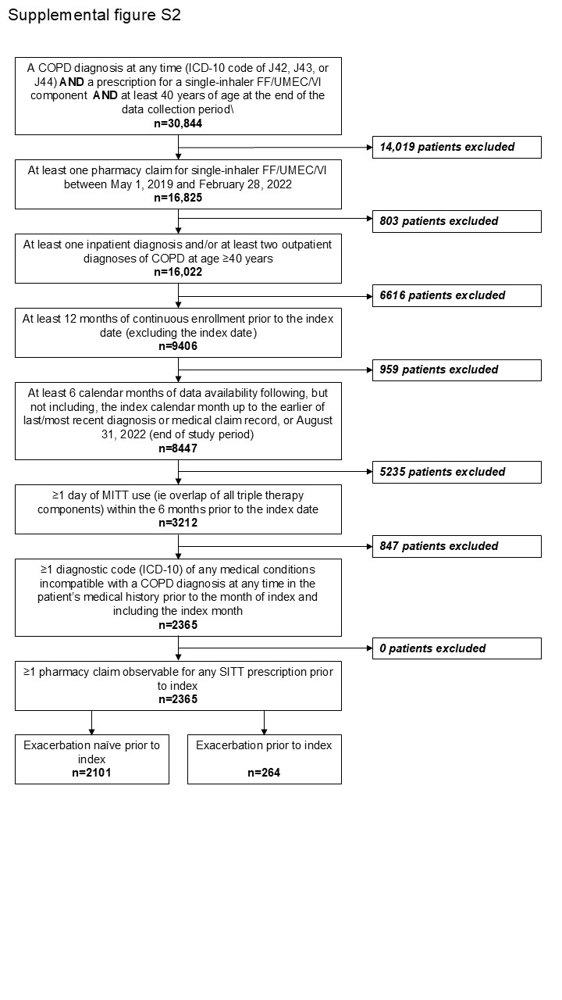 Supplemental figure S2
A COPD diagnosis at any time (ICD-10 code of J42, J43, or
J44) AND a prescription for a single-inhaler FF/UMEC/VI
component AND at least 40 years of age at the end of the
data collection period\
n=30,844
14,019 patients excluded
At least one pharmacy claim for single-inhaler FF/UMEC/VI
between May 1, 2019 and February 28, 2022
n=16,825
803 patients excluded
At least one inpatient diagnosis and/or at least two outpatient
diagnoses of COPD at age ≥40 years
n=16,022
6616 patients excluded
At least 12 months of continuous enrollment prior to the index
date (excluding the index date)
n=9406
959 patients excluded
At least 6 calendar months of data availability following, but
not including, the index calendar month up to the earlier of
last/most recent diagnosis or medical claim record, or August
31, 2022 (end of study period)
n=8447
5235 patients excluded
≥1 day of MITT use (ie overlap of all triple therapy
components) within the 6 months prior to the index date
n=3212
847 patients excluded
≥1 diagnostic code (ICD-10) of any medical conditions
incompatible with a COPD diagnosis at any time in the
patient’s medical history prior to the month of index and
including the index month
n=2365
0 patients excluded
≥1 pharmacy claim observable for any SITT prescription prior
to index
n=2365
Exacerbation naïve prior to
index
n=2101
Exacerbation prior to index
n=264